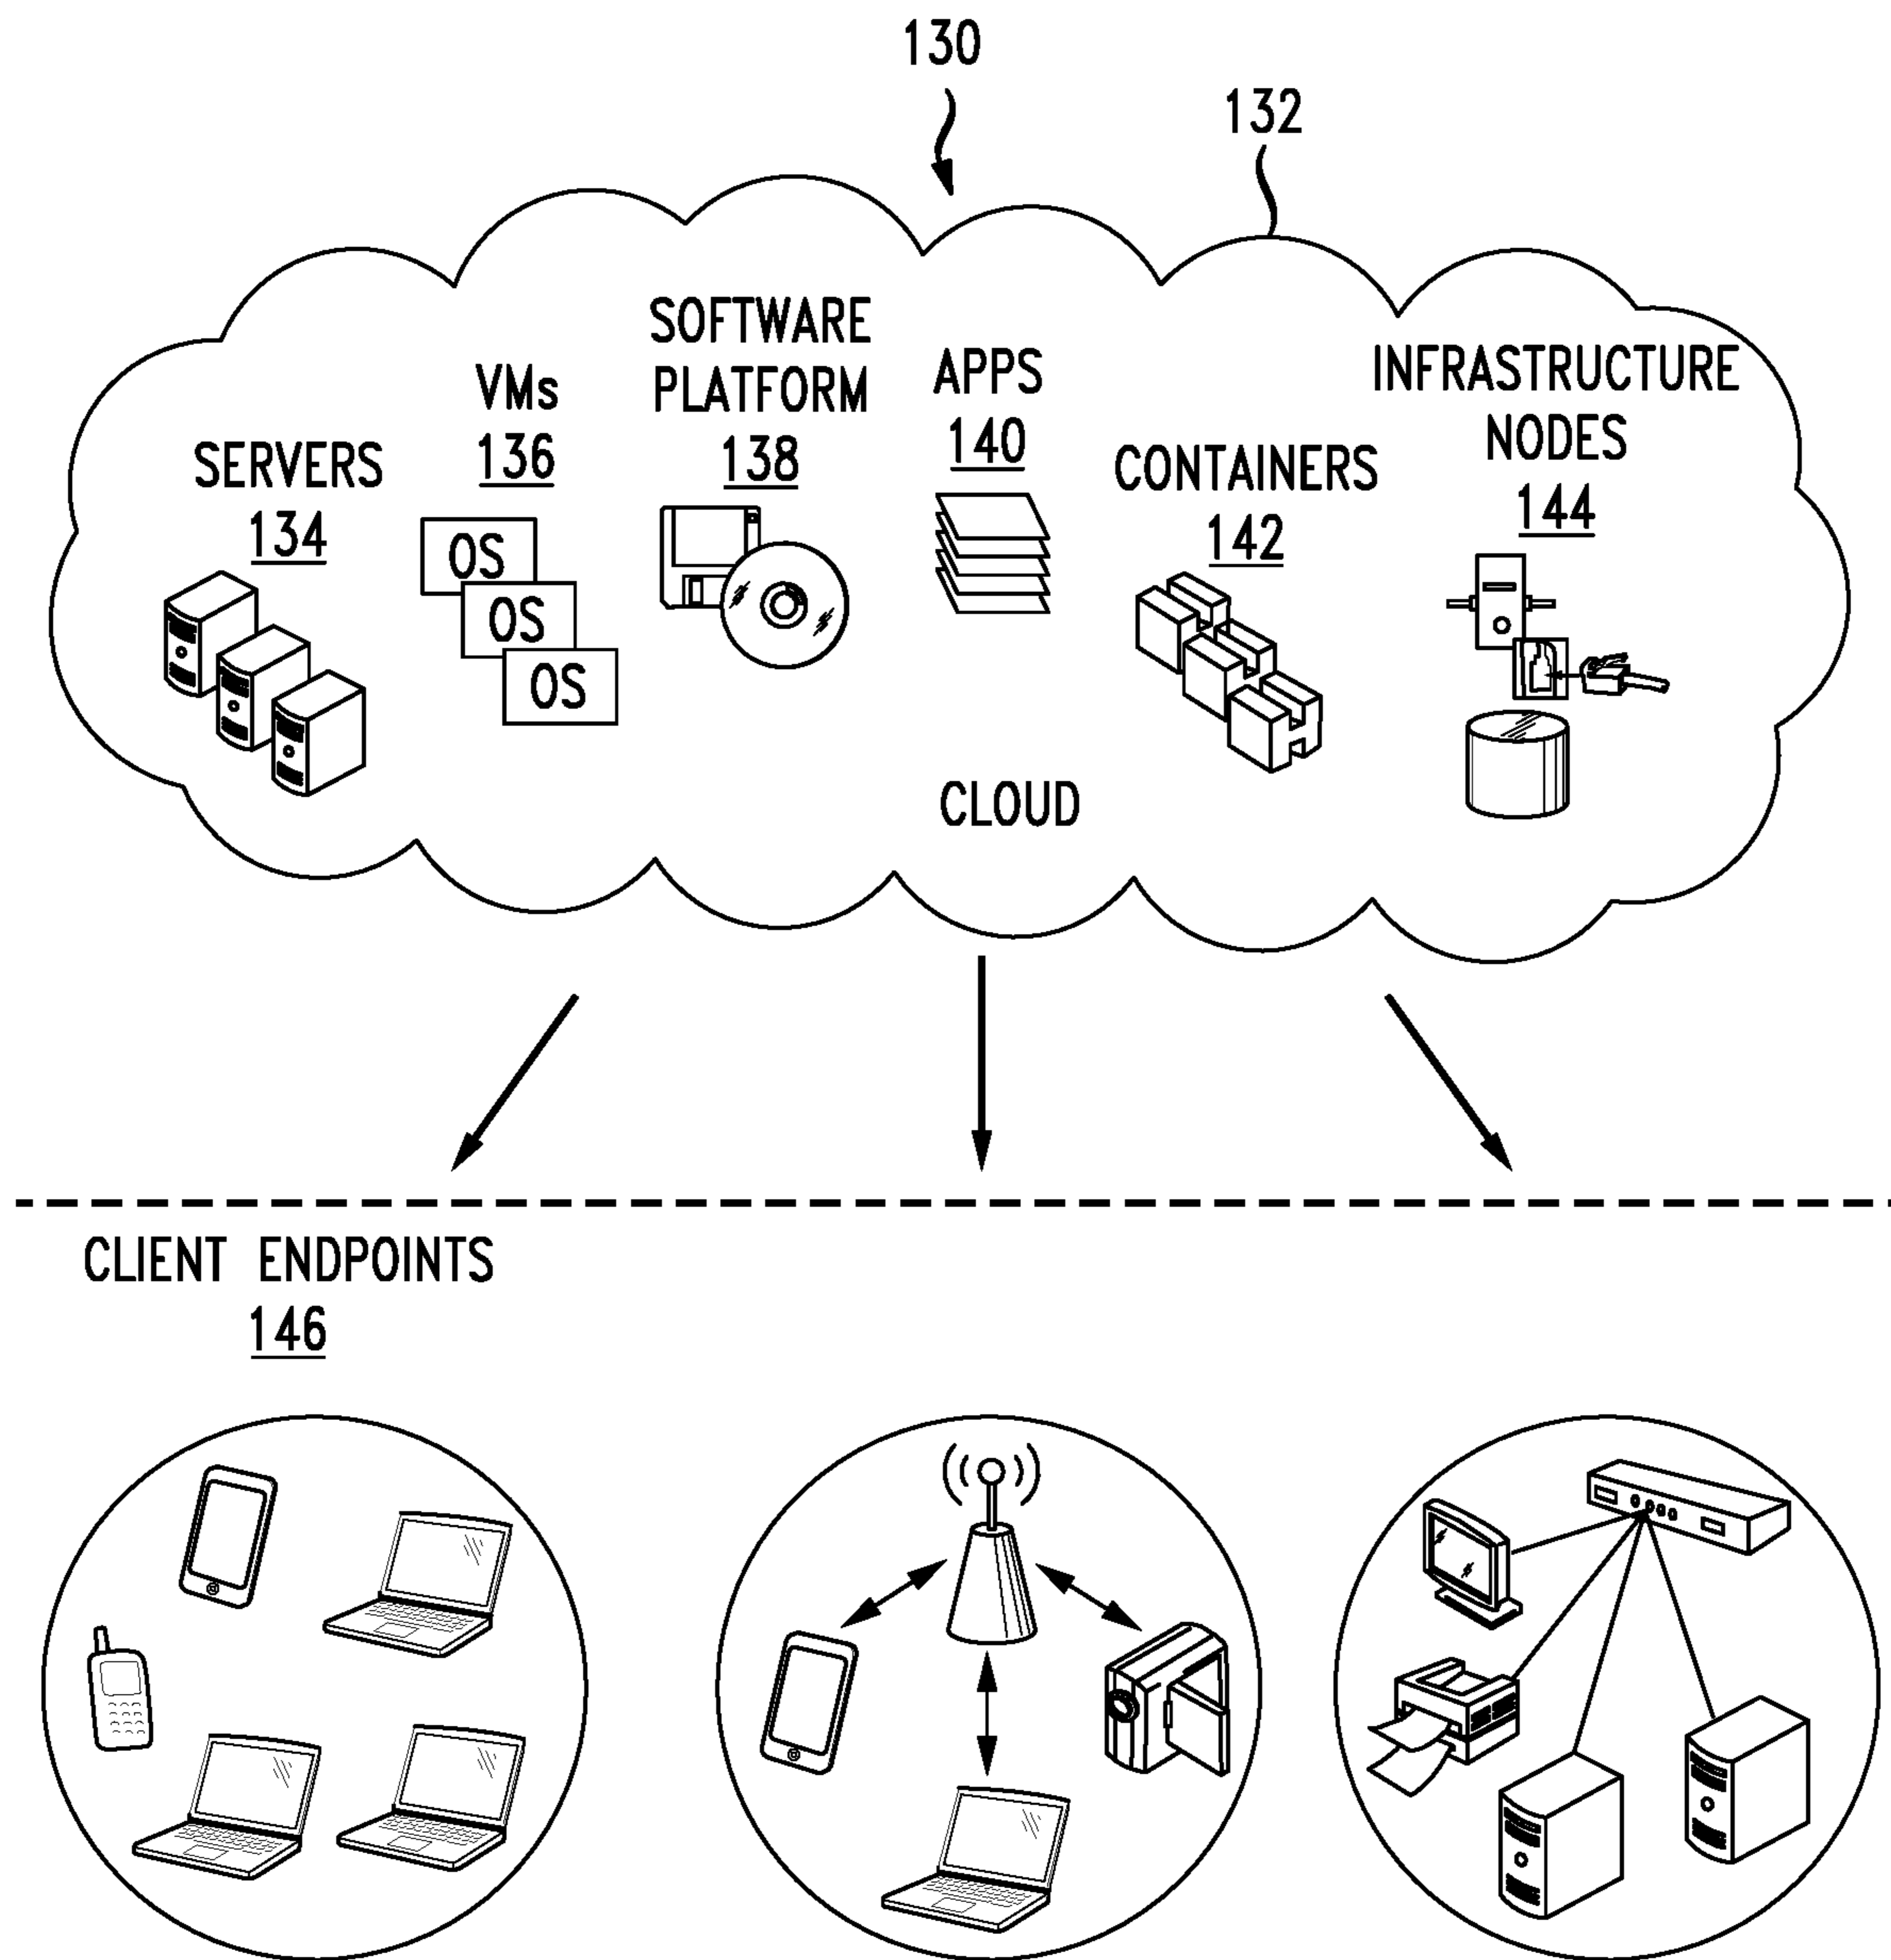 130
132
SOFTWARE
PLATFORM
138
VMs
136
APPS
140
INFRASTRUCTURE
NODES
144
SERVERS
134
CONTAINERS
142
OS
OS
OS
CLOUD
CLIENT ENDPOINTS
146